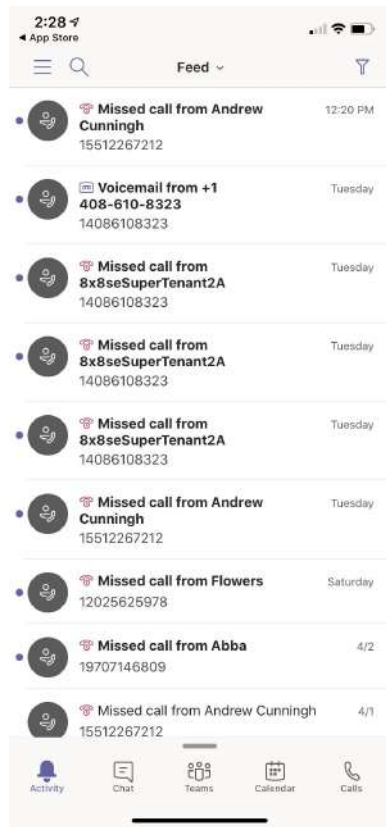 2:28
App Store
Feed
Missed call from Andrew
Cunningh
12:20 PM
15512267212
Voicemail from +1
408-610-8323
Tuesday
14086108323
Missed call from
8x8seSuperTenant2A
Tuesday
14086108323
Missed call from
8x8seSuperTenant2A
Tuesday
14086108323
Missed call from
8x8seSuperTenant2A
Tuesday
14086108323
Missed call from Andrew
Cunningh
Tuesday
15512267212
Missed call from Flowers
Saturday
12025625978
Missed call from Abba
4/2
19707146809
Missed call from Andrew Cunningh
4/1
15512267212
Activity
Chat
Teams
Calendar
Calls